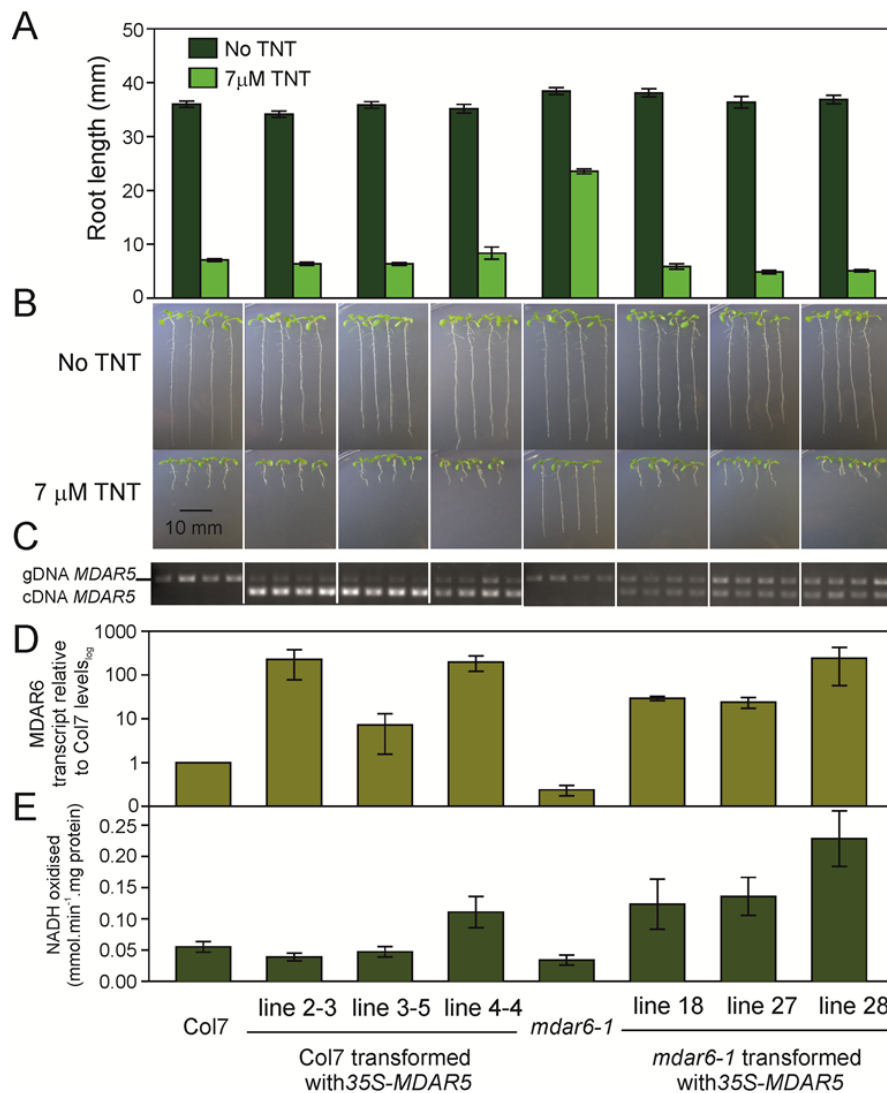 A
50
40
30
20
10
0
Root length (mm)
No TNT
7µM TNT
B
No TNT
7 µM TNT
10 mm
C
gDNA MDAR5
cDNA MDAR5
D
1000
100
10
1
0
MDAR6
transcript relative
to Col7 levels log
E
0.25
0.20
0.15
0.10
0.05
0.00
NADH oxidised
(mmol.min⁻¹.mg protein)
Col7
line 2-3
line 3-5
line 4-4
mdar6-1
line 18
line 27
line 28
Col7 transformed
with35S-MDAR5
mdar6-1 transformed
with35S-MDAR5